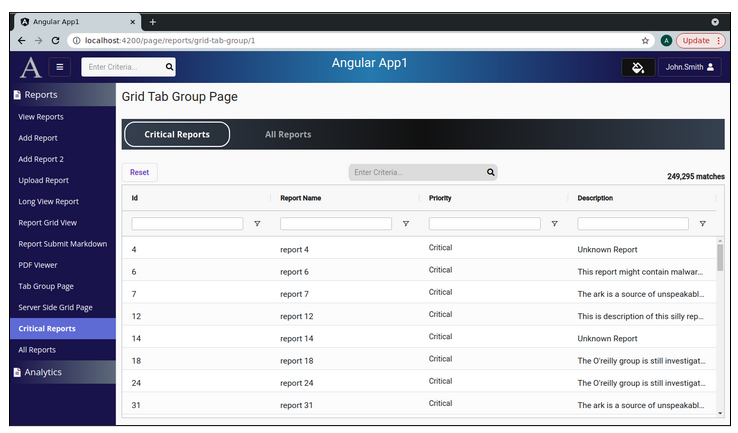 Angular App1
localhost:4200/page/reports/grid-tab-group/1
A
Update
A
Enter Criteria...
Angular App1
John.Smith
Reports
View Reports
Add Report
Add Report 2
Upload Report
Long View Report
Report Grid View
Report Submit Markdown
PDF Viewer
Tab Group Page
Server Side Grid Page
Critical Reports
All Reports
Analytics
Grid Tab Group Page
Critical Reports
All Reports
Reset
Enter Criteria...
249,295 matches
Id Report Name Priority Description
4 report 4 Critical Unknown Report
6 report 6 Critical This report might contain malwar...
7 report 7 Critical The ark is a source of unspeakabl...
12 report 12 Critical This is description of this silly rep...
14 report 14 Critical Unknown Report
18 report 18 Critical The O'reilly group is still investigat...
24 report 24 Critical The O'reilly group is still investigat...
31 report 31 Critical The ark is a source of unspeakabl...